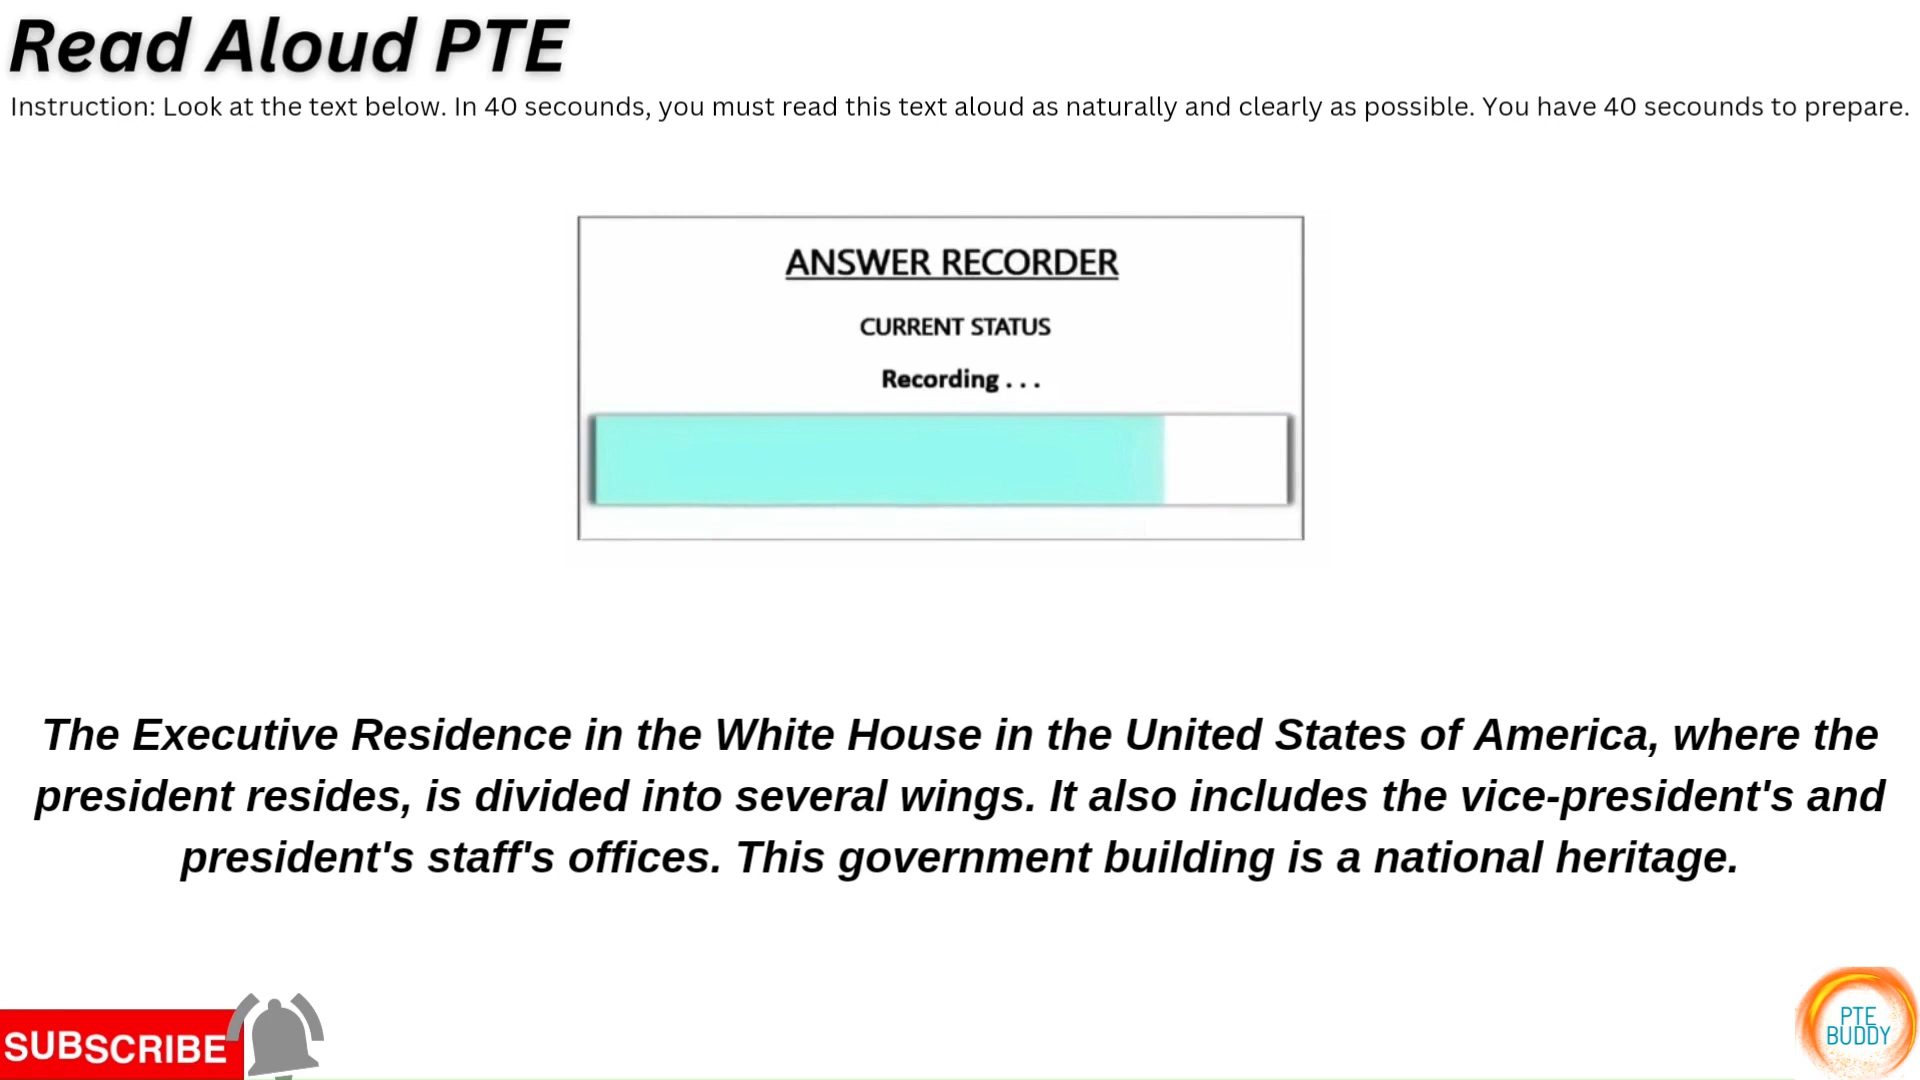 Read Aloud PTE
Instruction: Look at the text below. In 40 secounds, you must read this text aloud as naturally and clearly as possible. You have 40 secounds to prepare.
ANSWER RECORDER
CURRENT STATUS
Recording . . .
The Executive Residence in the White House in the United States of America, where the
president resides, is divided into several wings. It also includes the vice-president's and
president's staff's offices. This government building is a national heritage.
SUBSCRIBE
PTE
BUDDY